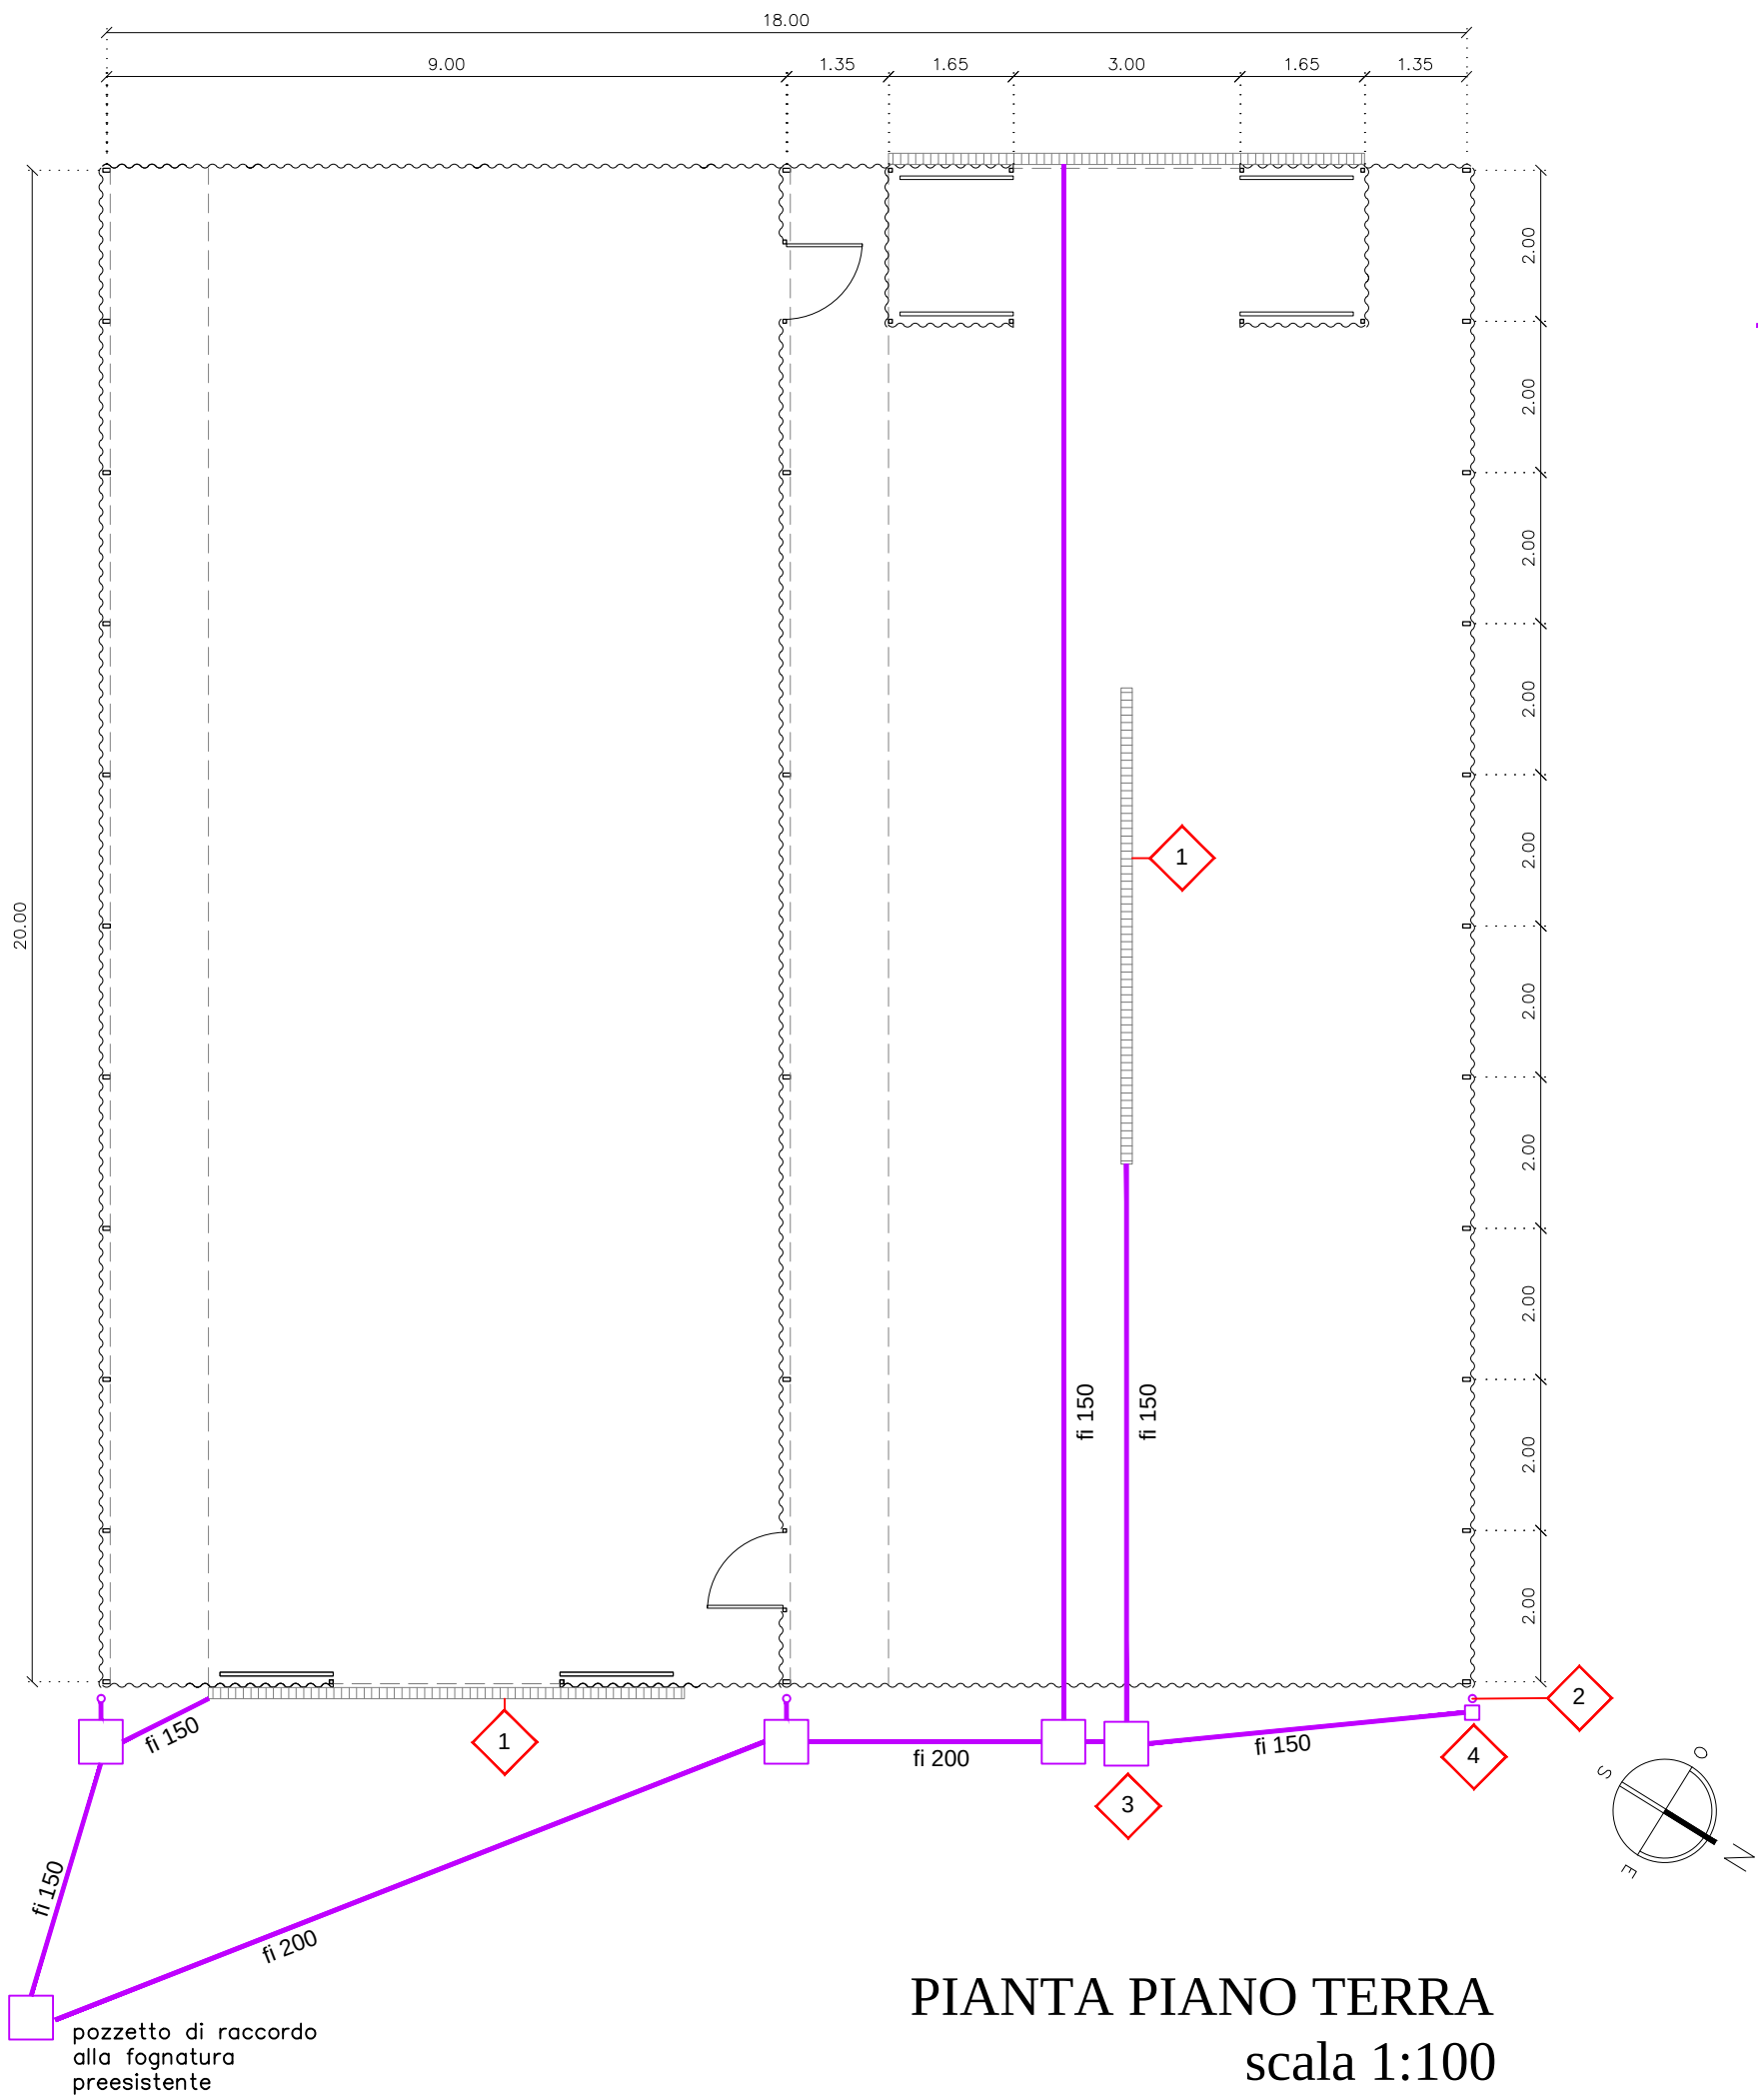 18.00
9.00
1.35
1.65
3.00
1.65
1.35
2.00
2.00
2.00
2.00
2.00
2.00
2.00
2.00
2.00
2.00
20.00
1
fi 150
fi 150
fi 150
1
fi 200
fi 150
2
3
4
O
S
N
E
fi 150
fi 200
pozzetto di raccordo
alla fognatura
preesistente
PIANTA PIANO TERRA
scala 1:100